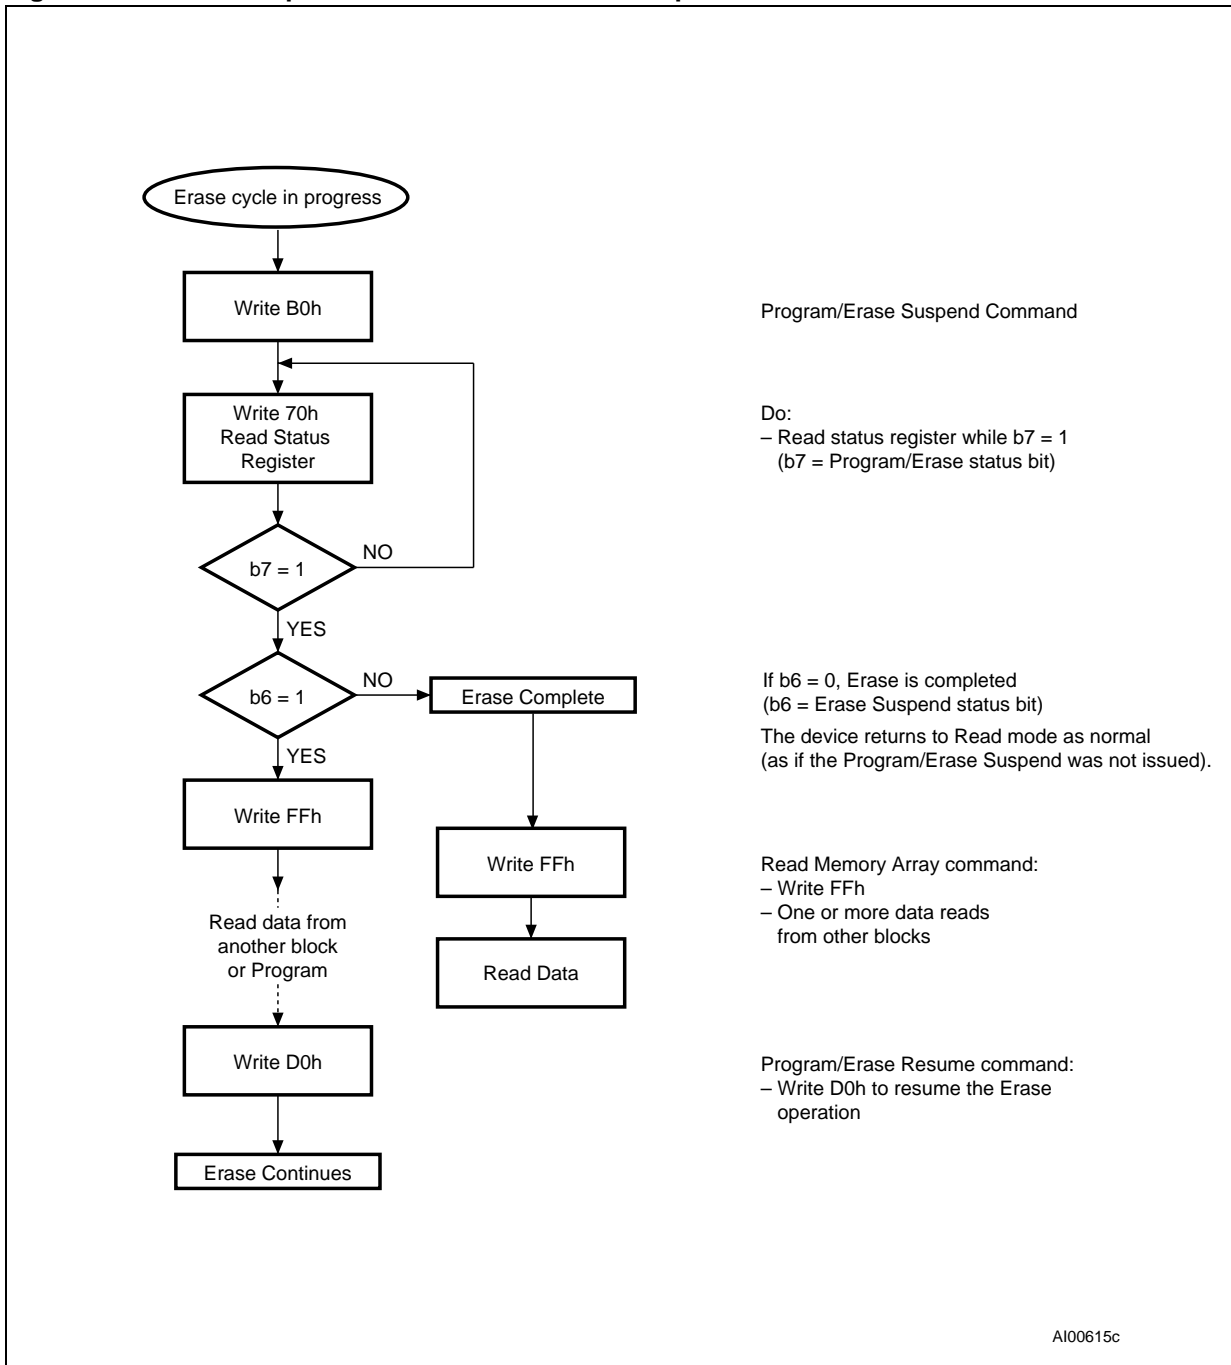 Erase cycle in progress
Write B0h
Program/Erase Suspend Command
Write 70h
Read Status
Register
Do:
– Read status register while b7 = 1
(b7 = Program/Erase status bit)
b7 = 1
NO
YES
b6 = 1
NO
Erase Complete
If b6 = 0, Erase is completed
(b6 = Erase Suspend status bit)
The device returns to Read mode as normal
(as if the Program/Erase Suspend was not issued).
YES
Write FFh
Write FFh
Read Memory Array command:
– Write FFh
– One or more data reads
from other blocks
Read data from
another block
or Program
Read Data
Write D0h
Program/Erase Resume command:
– Write D0h to resume the Erase
operation
Erase Continues
AI00615c